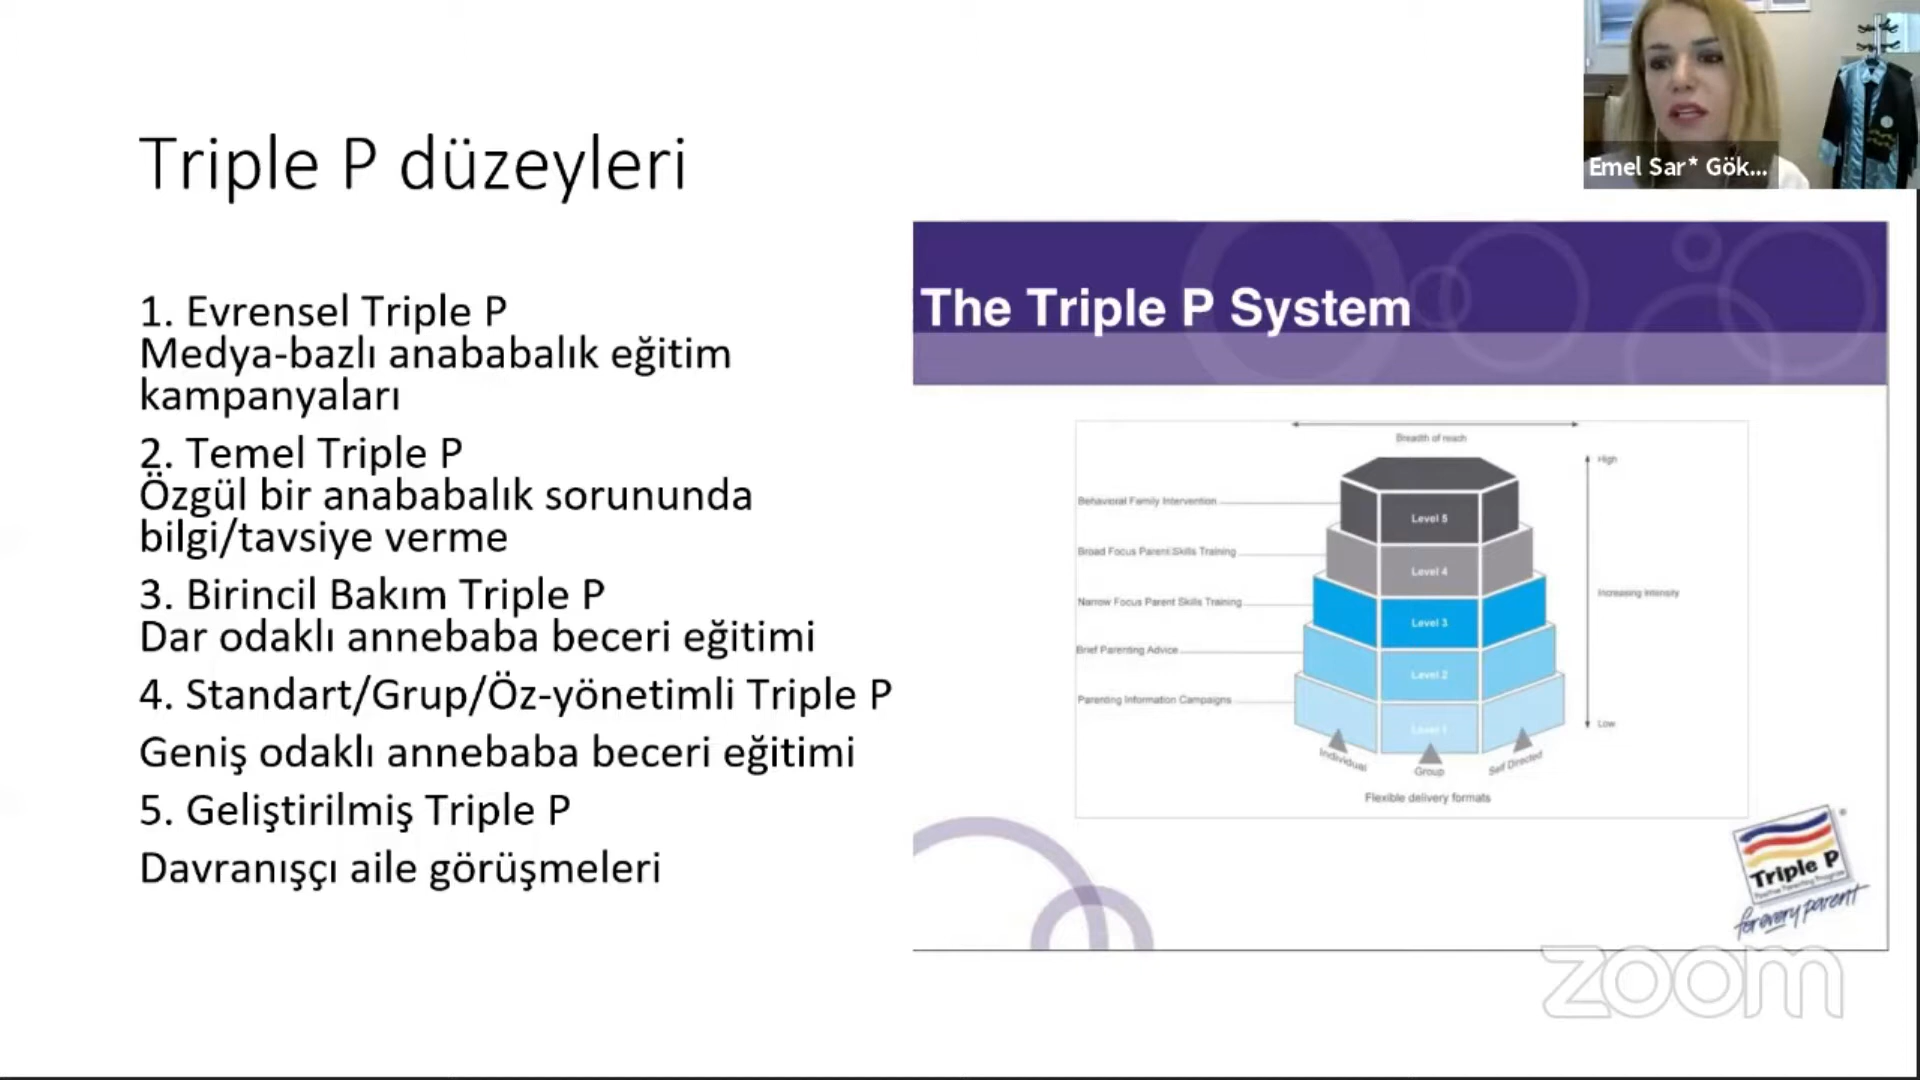 Emel Sar* Gök...
Triple P düzeyleri
1. Evrensel Triple P
Medya-bazlı anababalık eğitim
kampanyaları
2. Temel Triple P
Özgül bir anababalık sorununda
bilgi/tavsiye verme
3. Birincil Bakım Triple P
Dar odaklı annebaba beceri eğitimi
4. Standart/Grup/Öz-yönetimli Triple P
Geniş odaklı annebaba beceri eğitimi
5. Geliştirilmiş Triple P
Davranışçı aile görüşmeleri
The Triple P System
Breadth of reach
High
Behavioral Family Intervention
Level 5
Broad Focus Parent Skills Training
Level 4
Increasing Intensity
Narrow Focus Parent Skills Training
Level 3
Brief Parenting Advice
Level 2
Parenting Information Campaigns
Level 1
Low
Individual
Group
Self Directed
Flexible delivery formats
Triple P
Positive Parenting Program
®
for every parent
zoom